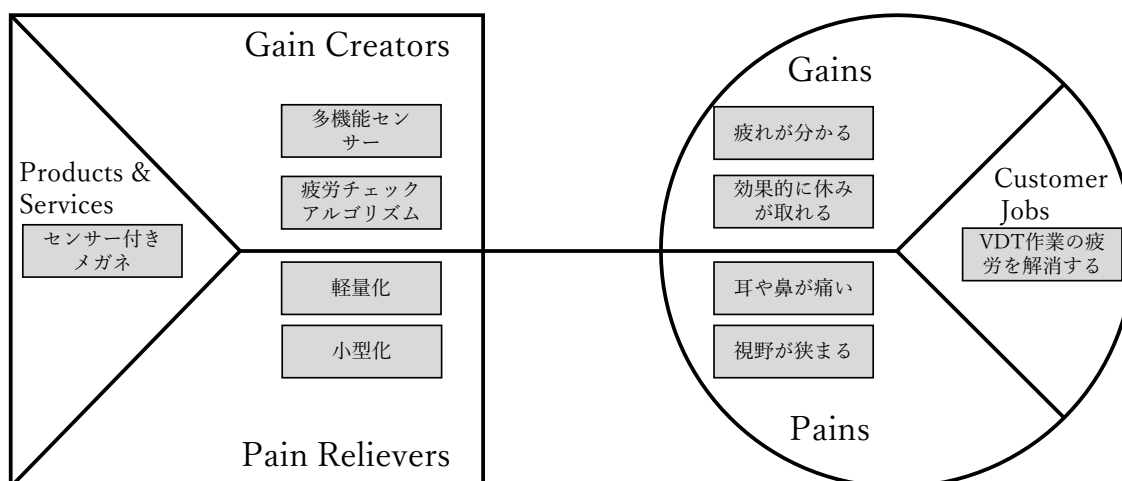 Gain Creators
多機能セン
サー
疲労チェック
アルゴリズム
Products &
Services
センサー付き
メガネ
軽量化
小型化
Pain Relievers
Gains
疲れが分かる
効果的に休み
が取れる
Customer
Jobs
VDT作業の疲
労を解消する
耳や鼻が痛い
視野が狭まる
Pains